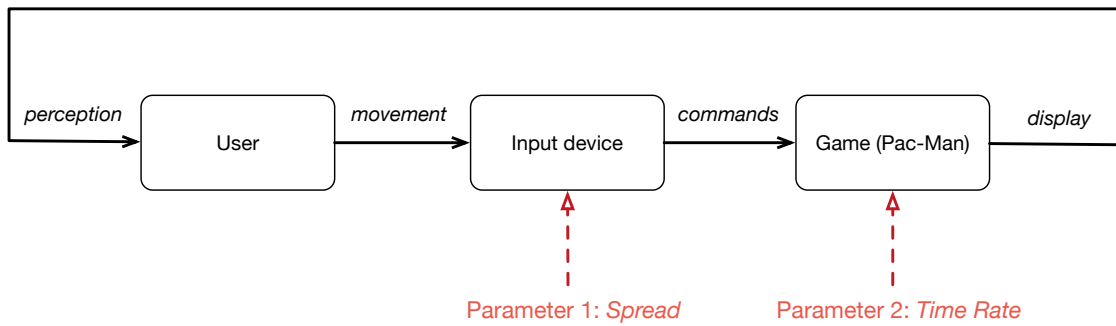 perception
User
movement
Input device
commands
Game (Pac-Man)
display
Parameter 1: Spread
Parameter 2: Time Rate